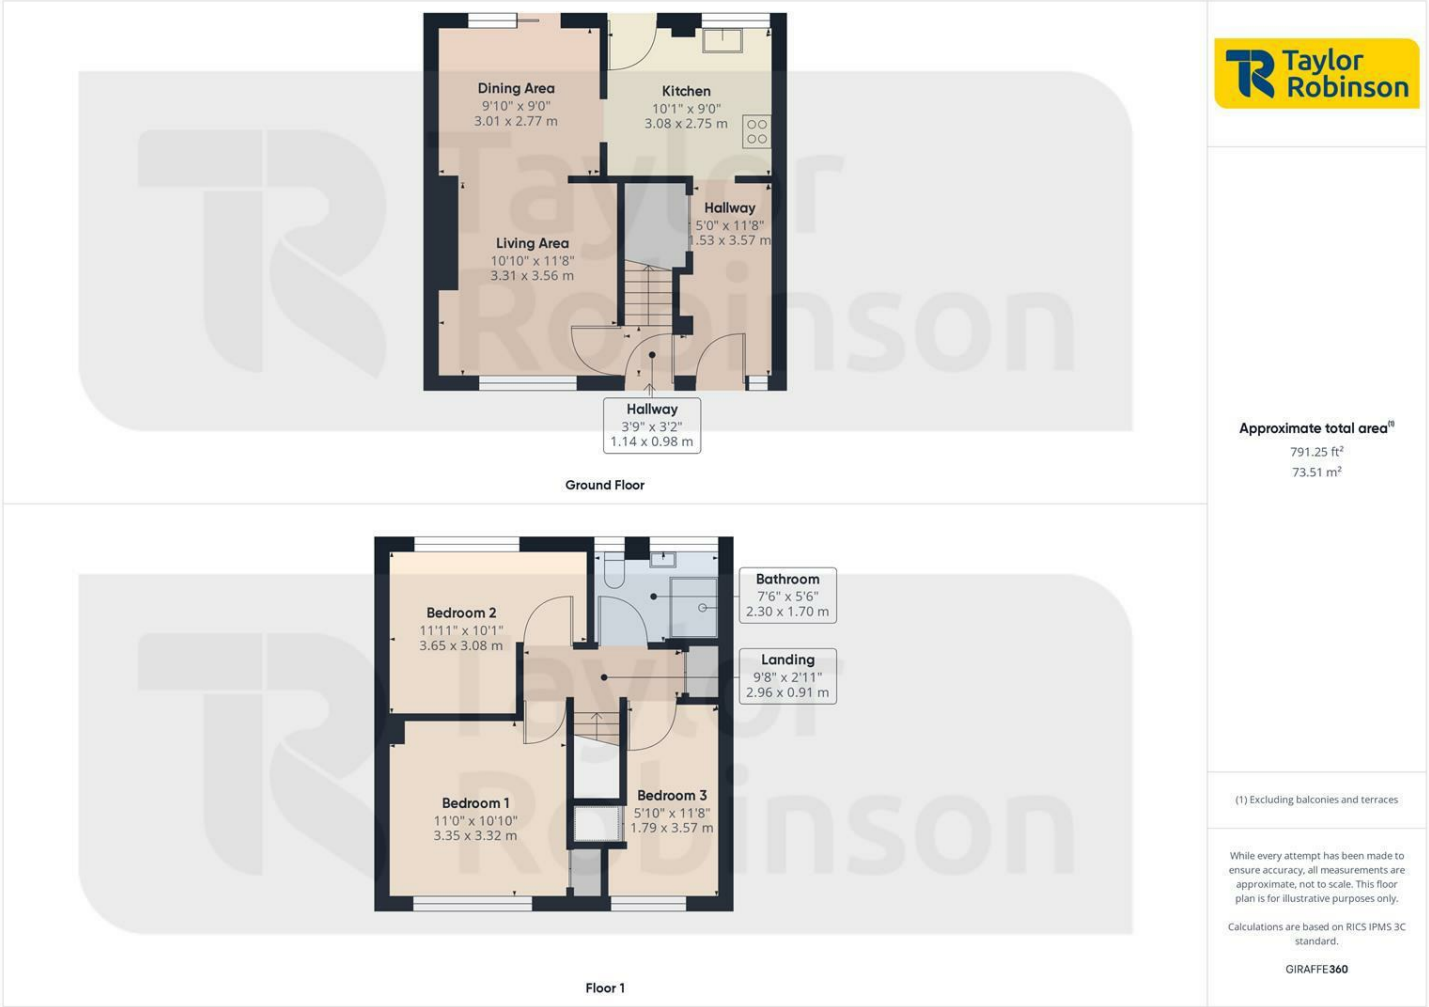 Dining Area
9'10" x 9'0"
3.01 x 2.77 m
Kitchen
10'1" x 9'0"
3.08 x 2.75 m
Living Area
10'10" x 11'8"
3.31 x 3.56 m
Hallway
5'0" x 11'8"
1.53 x 3.57 m
Hallway
3'9" x 3'2"
1.14 x 0.98 m
Ground Floor
Taylor
Robinson
Bedroom 2
11'11" x 10'1"
3.65 x 3.08 m
Bathroom
7'6" x 5'6"
2.30 x 1.70 m
Landing
9'8" x 2'11"
2.96 x 0.91 m
Bedroom 1
11'0" x 10'10"
3.35 x 3.32 m
Bedroom 3
5'10" x 11'8"
1.79 x 3.57 m
Floor 1
Taylor
Robinson
Taylor
Robinson
Approximate total area(1)
791.25 ft²
73.51 m²
(1) Excluding balconies and terraces
While every attempt has been made to
ensure accuracy, all measurements are
approximate, not to scale. This floor
plan is for illustrative purposes only.
Calculations are based on RICS IPMS 3C
standard.
GIRAFFE360